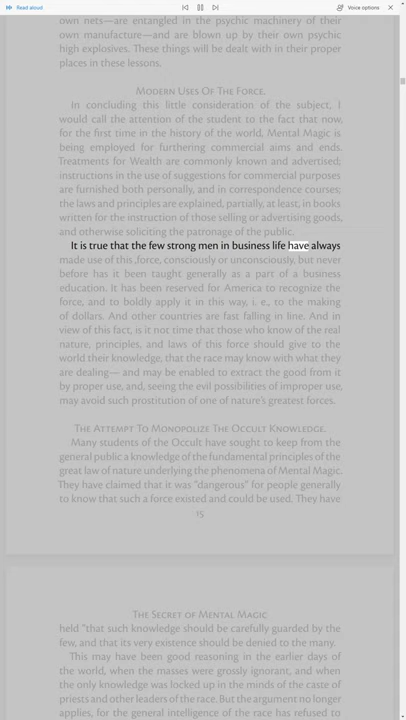 Read aloud
Voice options
own nets—are entangled in the psychic machinery of their
own manufacture—and are blown up by their own psychic
high explosives. These things will be dealt with in their proper
places in these lessons.
Modern Uses Of The Force.
In concluding this little consideration of the subject, I
would call the attention of the student to the fact that now,
for the first time in the history of the world, Mental Magic is
being employed for furthering commercial aims and ends.
Treatments for Wealth are commonly known and advertised;
instructions in the use of suggestions for commercial purposes
are furnished both personally, and in correspondence courses;
the laws and principles are explained, partially, at least, in books
written for the instruction of those selling or advertising goods,
and otherwise soliciting the patronage of the public.
It is true that the few strong men in business life have always
made use of this ,force, consciously or unconsciously, but never
before has it been taught generally as a part of a business
education. It has been reserved for America to recognize the
force, and to boldly apply it in this way, i. e., to the making
of dollars. And other countries are fast falling in line. And in
view of this fact, is it not time that those who know of the real
nature, principles, and laws of this force should give to the
world their knowledge, that the race may know with what they
are dealing— and may be enabled to extract the good from it
by proper use, and, seeing the evil possibilities of improper use,
may avoid such prostitution of one of nature's greatest forces.
The Attempt To Monopolize The Occult Knowledge.
Many students of the Occult have sought to keep from the
general public a knowledge of the fundamental principles of the
great law of nature underlying the phenomena of Mental Magic.
They have claimed that it was "dangerous" for people generally
to know that such a force existed and could be used. They have
15
The Secret of Mental Magic
held "that such knowledge should be carefully guarded by the
few, and that its very existence should be denied to the many.
This may have been good reasoning in the earlier days of
the world, when the masses were grossly ignorant, and when
the only knowledge was locked up in the minds of the caste of
priests and other leaders of the race. But the argument no longer
applies, for the general intelligence of the race has refused to